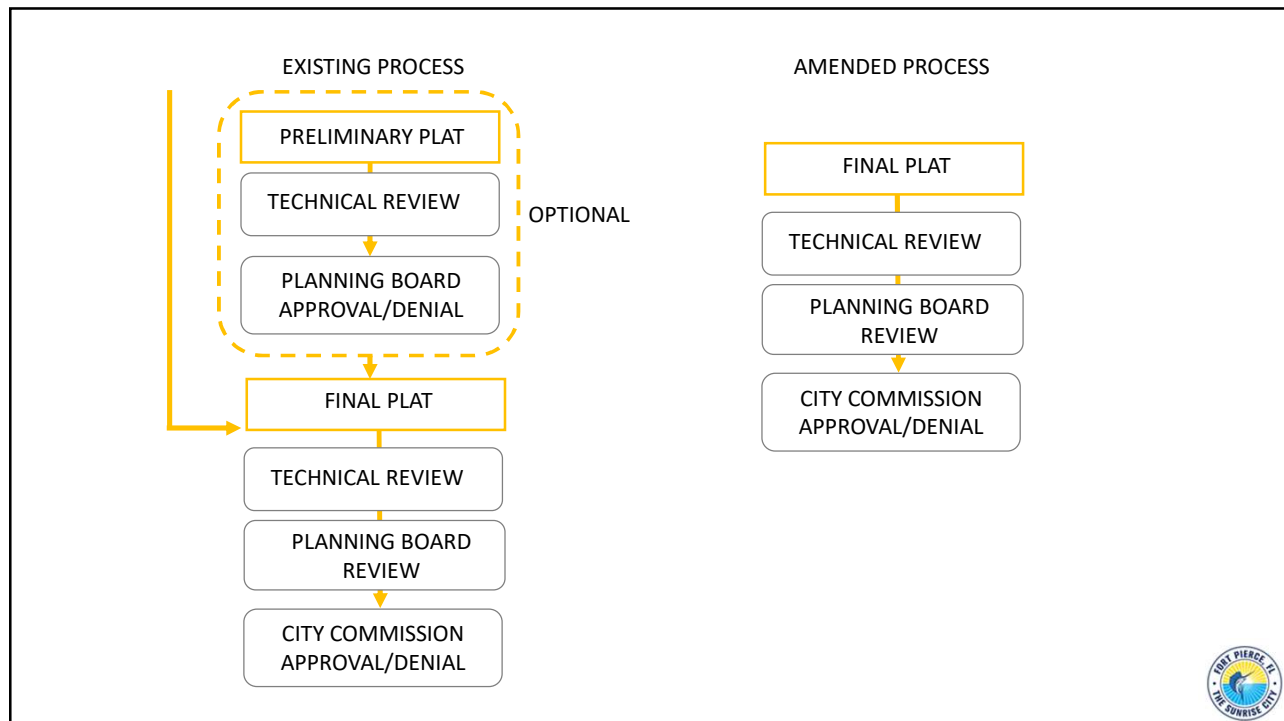 EXISTING PROCESS
PRELIMINARY PLAT
TECHNICAL REVIEW
OPTIONAL
PLANNING BOARD
APPROVAL/DENIAL
FINAL PLAT
TECHNICAL REVIEW
PLANNING BOARD
REVIEW
CITY COMMISSION
APPROVAL/DENIAL
AMENDED PROCESS
FINAL PLAT
TECHNICAL REVIEW
PLANNING BOARD
REVIEW
CITY COMMISSION
APPROVAL/DENIAL
FORT PIERCE, FL
THE SUNRISE CITY